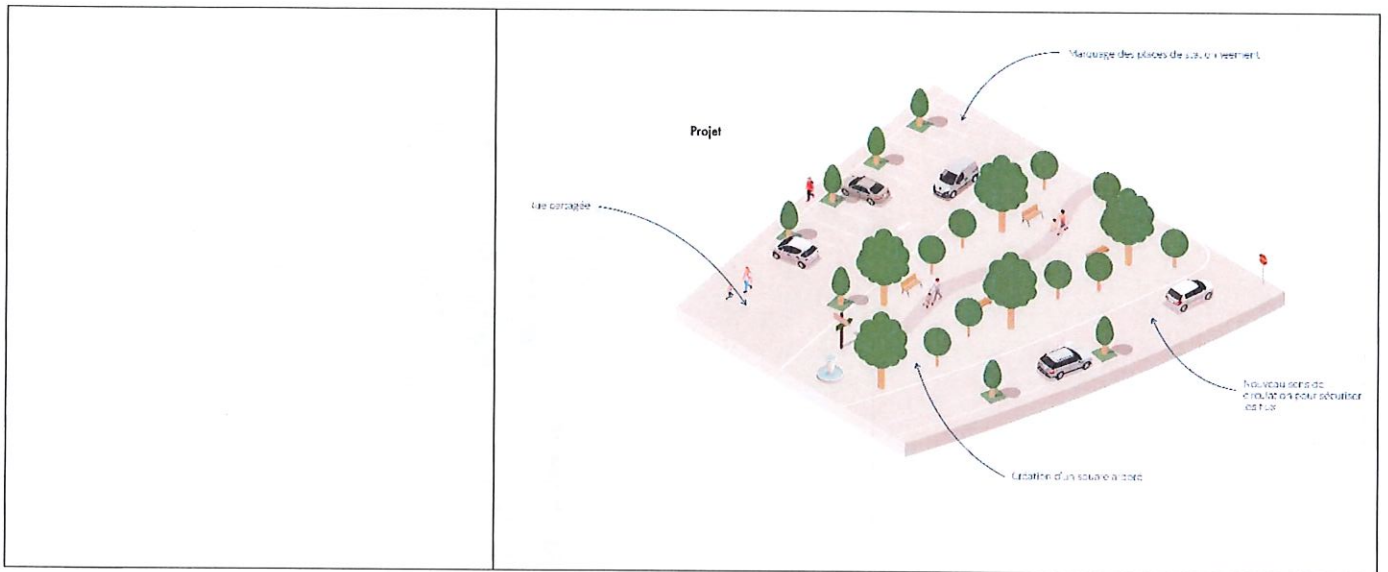 Marquage des places de stationnement
Projet
Rue partagée
Nouveau sens de
circulation pour sécuriser
les flux
Création d'un square arboré